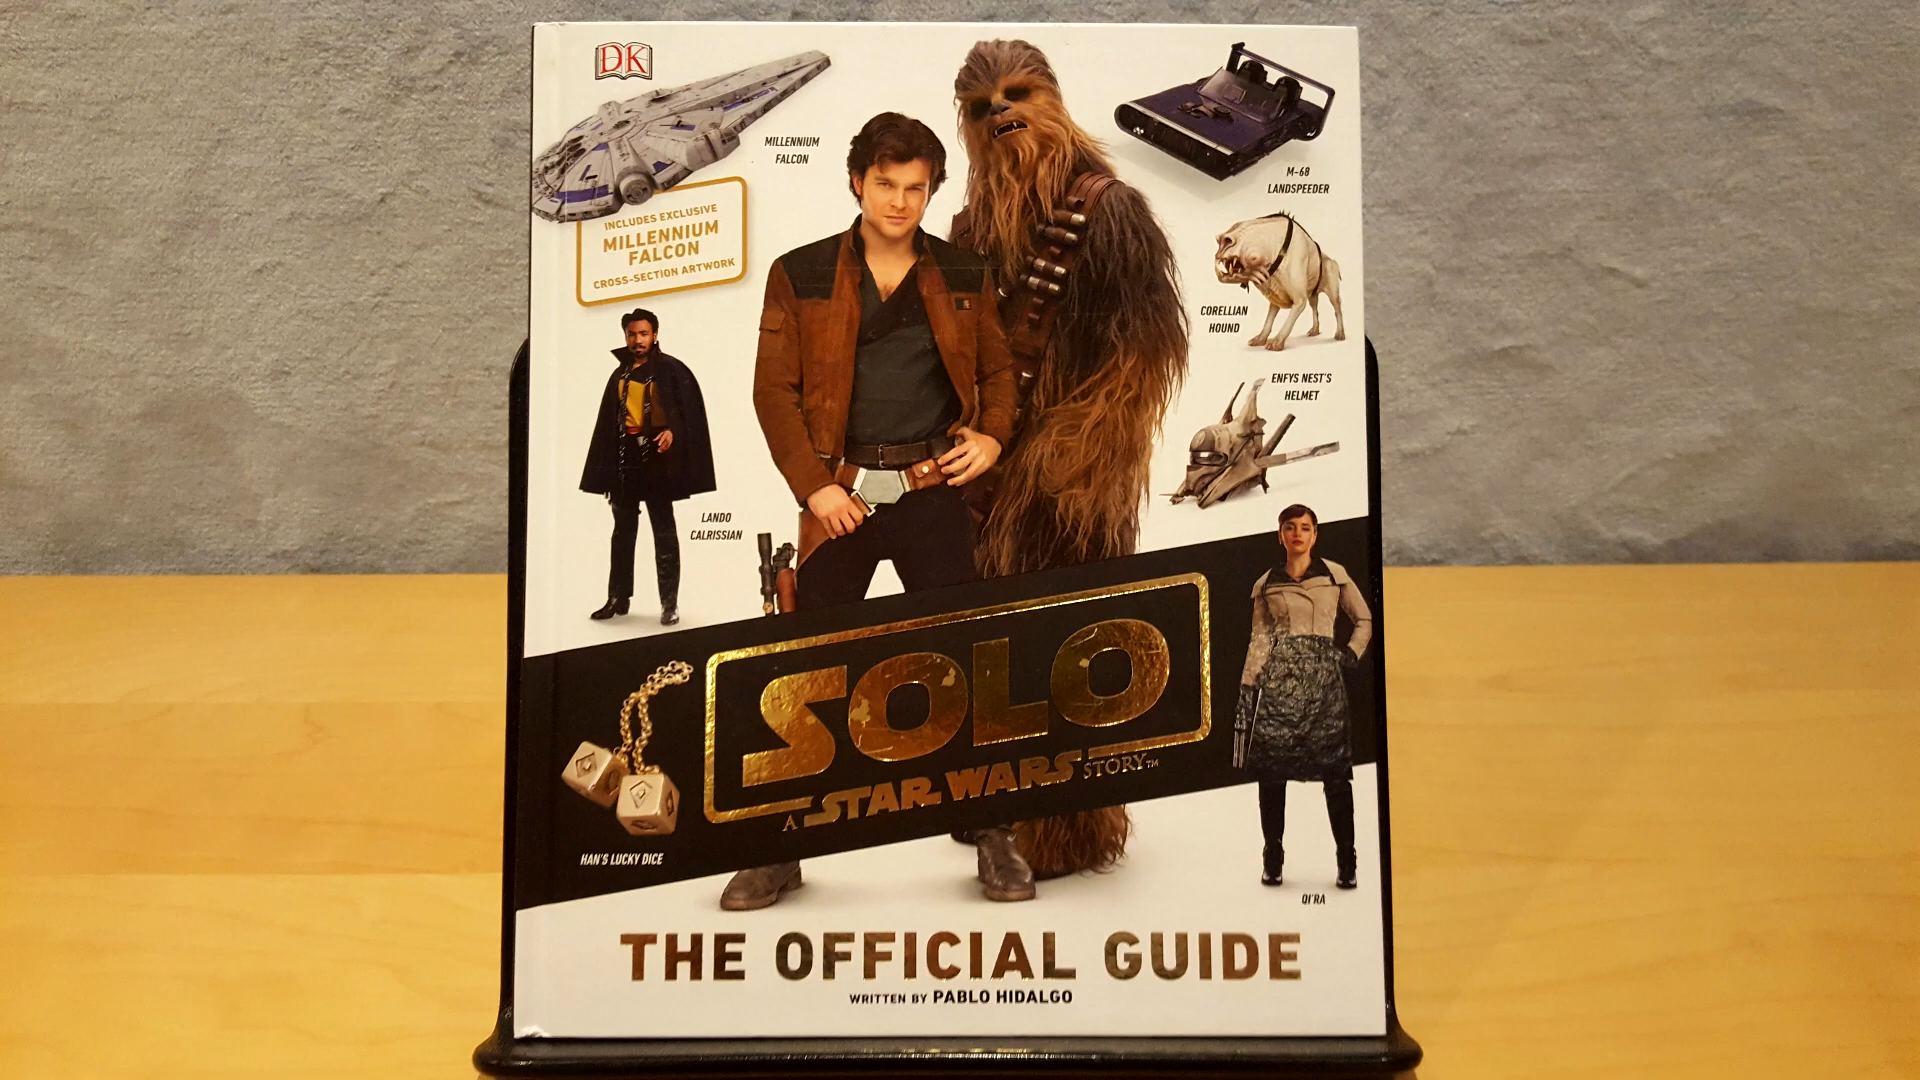 DK
MILLENNIUM
FALCON
M-68
LANDSPEEDER
INCLUDES EXCLUSIVE
MILLENNIUM
FALCON
CROSS-SECTION ARTWORK
CORELLIAN
HOUND
ENFYS NEST'S
HELMET
LANDO
CALRISSIAN
SOLO
A STAR WARS STORY™
HAN'S LUCKY DICE
QI'RA
THE OFFICIAL GUIDE
WRITTEN BY PABLO HIDALGO